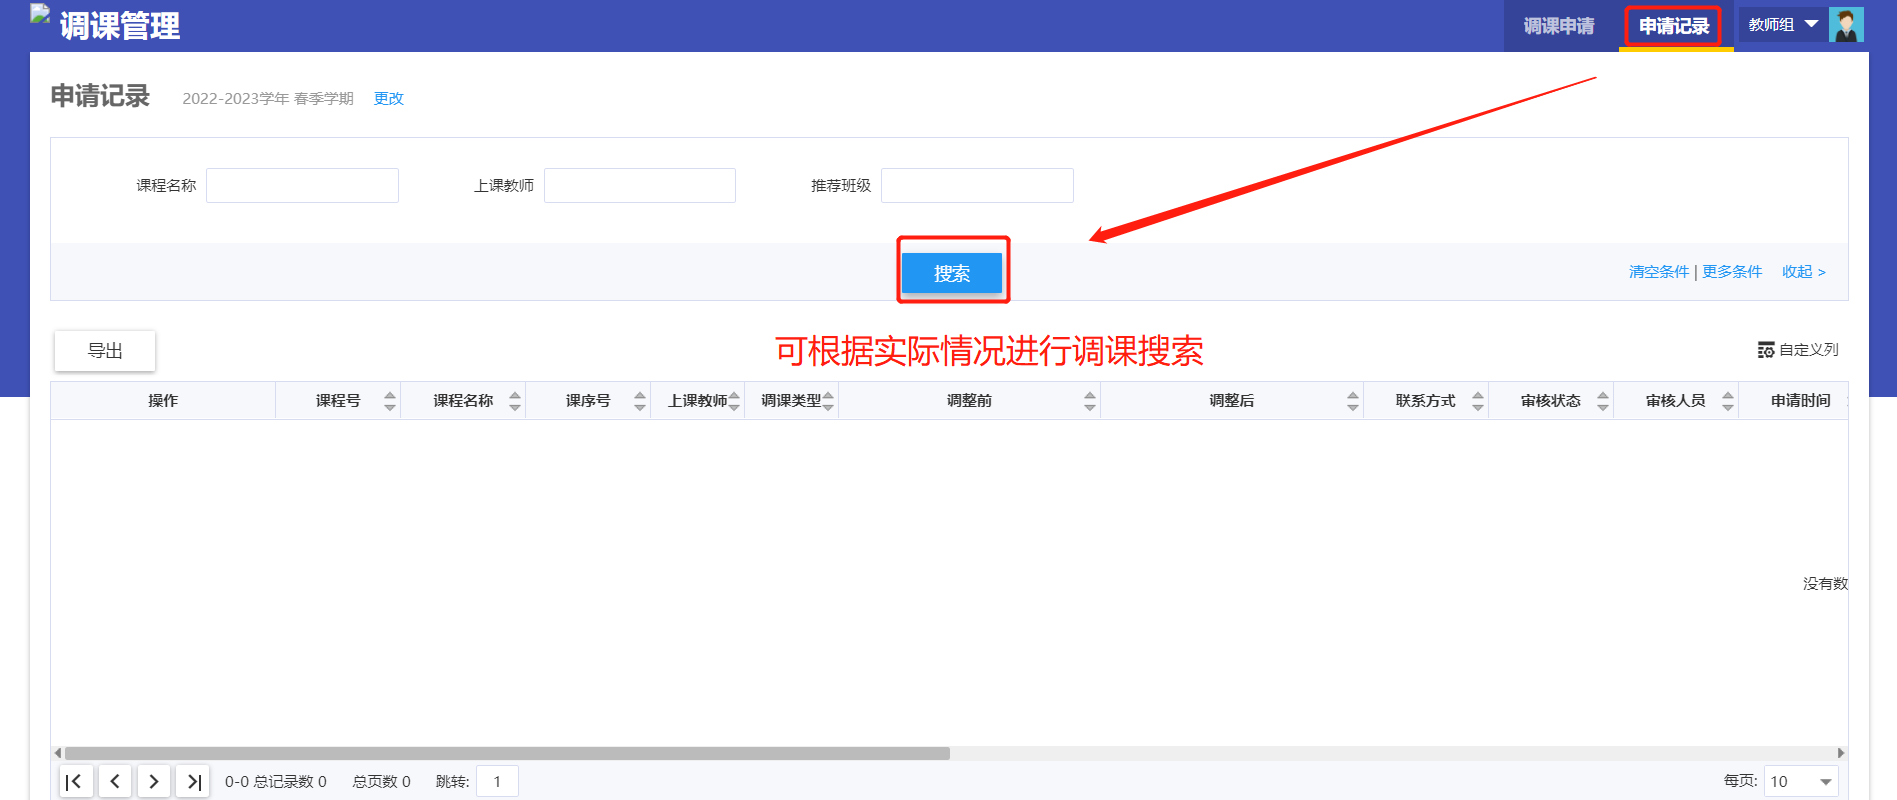 调课管理
调课申请
申请记录
教师组
申请记录
2022-2023学年 春季学期
更改
课程名称
上课教师
推荐班级
搜索
清空条件 | 更多条件
收起 >
导出
可根据实际情况进行调课搜索
自定义列
操作
课程号
课程名称
课序号
上课教师
调课类型
调整前
调整后
联系方式
审核状态
审核人员
申请时间
没有数
0-0 总记录数 0
总页数 0
跳转:
1
每页:
10